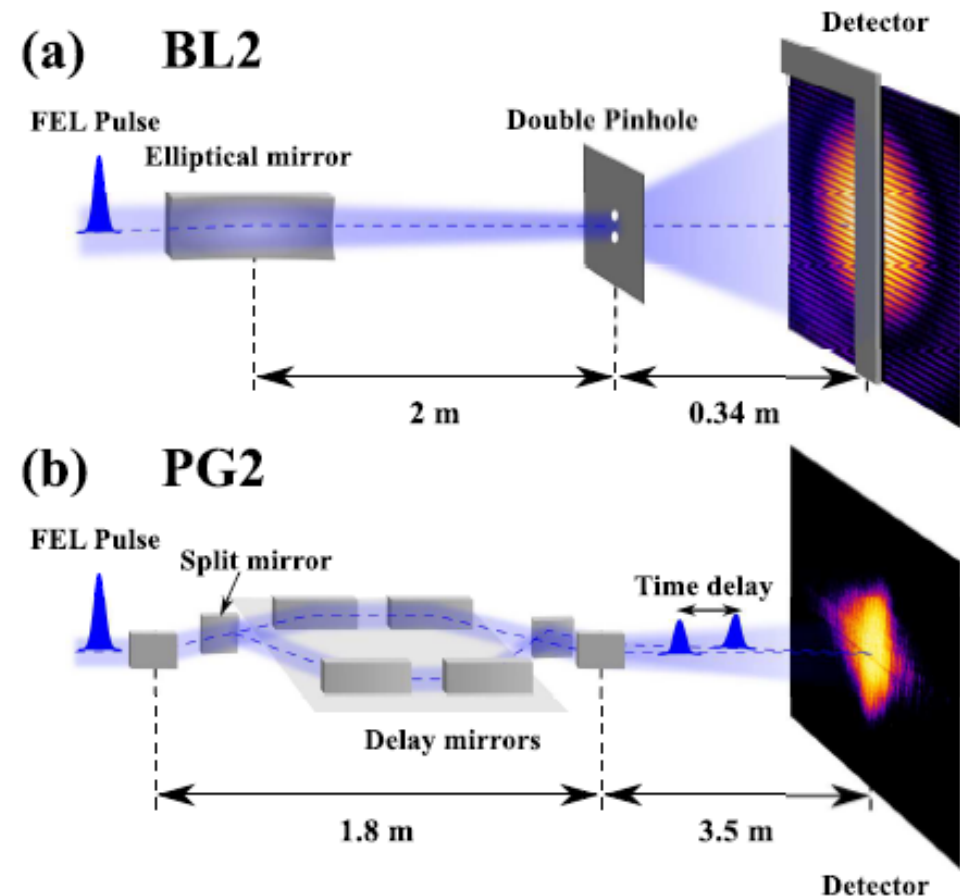 (a) BL2
Detector
FEL Pulse
Double Pinhole
Elliptical mirror
2 m
0.34 m
(b) PG2
FEL Pulse
Split mirror
Time delay
Delay mirrors
1.8 m
3.5 m
Detector